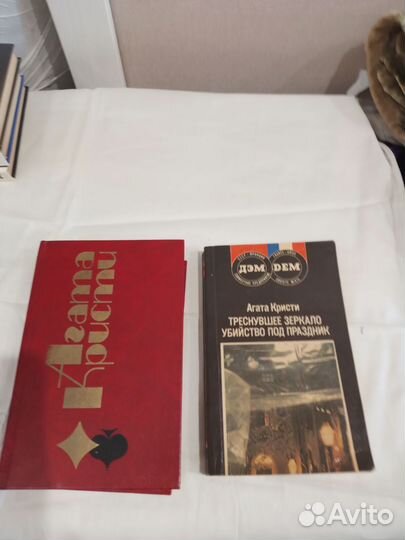 Агата
Кристи
ДЭМ
DEM
Агата Кристи
ТРЕСНУВШЕЕ ЗЕРКАЛО
УБИЙСТВО ПОД ПРАЗДНИК
Avito